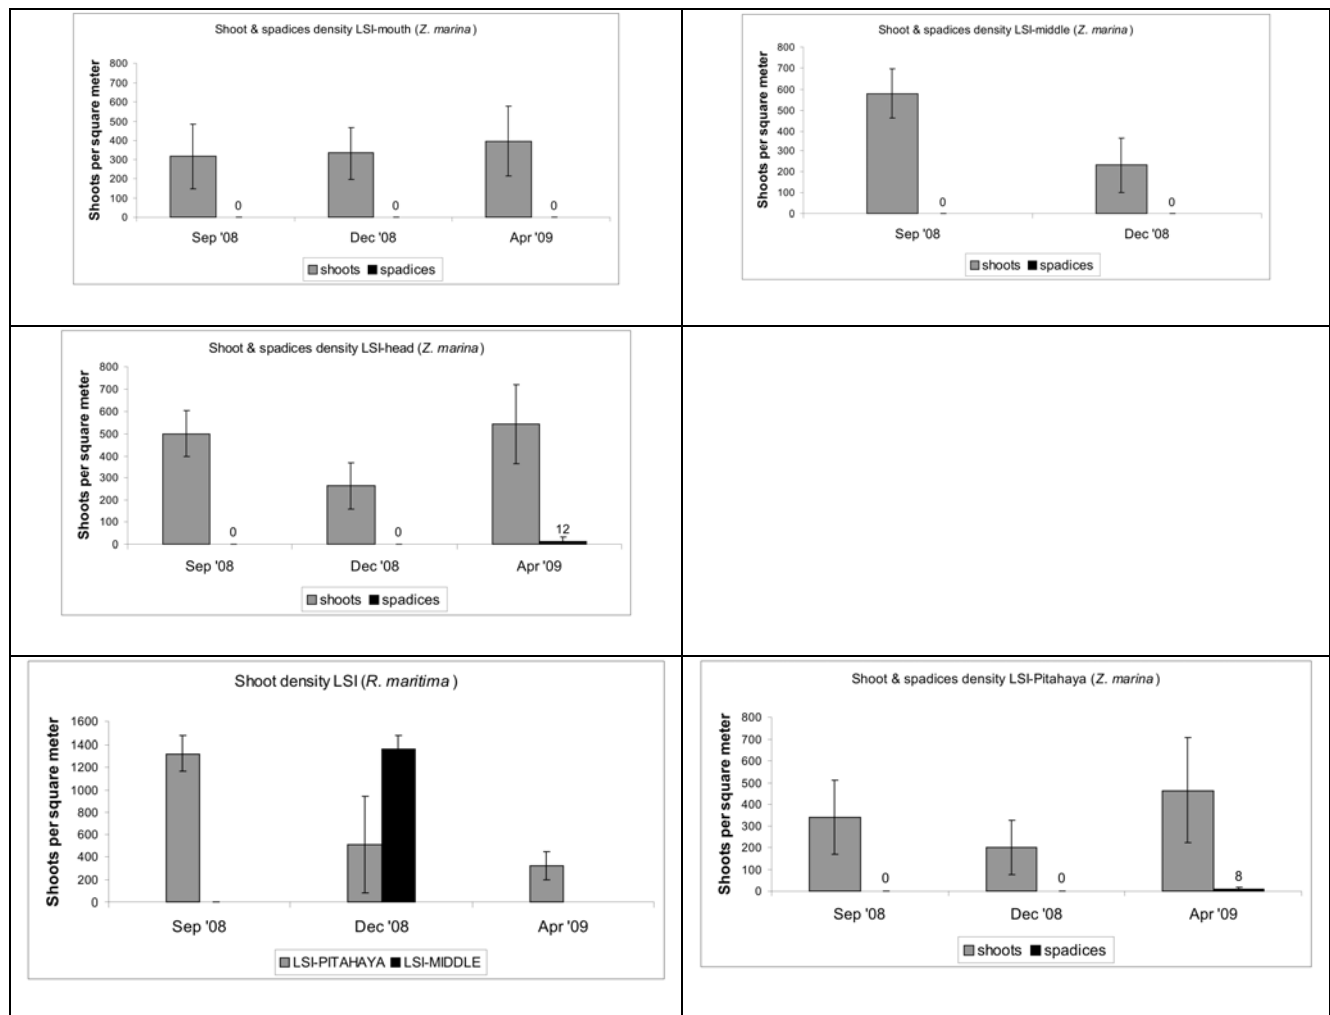 Shoot & spadices density LSI-mouth (Z. marina)
Shoots per square meter
800
700
600
500
400
300
200
100
0
0
0
0
Sep '08
Dec '08
Apr '09
shoots
spadices
Shoot & spadices density LSI-middle (Z. marina)
Shoots per square meter
800
700
600
500
400
300
200
100
0
0
0
Sep '08
Dec '08
shoots
spadices
Shoot & spadices density LSI-head (Z. marina)
Shoots per square meter
800
700
600
500
400
300
200
100
0
0
0
12
Sep '08
Dec '08
Apr '09
shoots
spadices
Shoot density LSI (R. maritima)
Shoots per square meter
1600
1400
1200
1000
800
600
400
200
0
Sep '08
Dec '08
Apr '09
LSI-PITAHAYA
LSI-MIDDLE
Shoot & spadices density LSI-Pitahaya (Z. marina)
Shoots per square meter
800
700
600
500
400
300
200
100
0
0
0
8
Sep '08
Dec '08
Apr '09
shoots
spadices